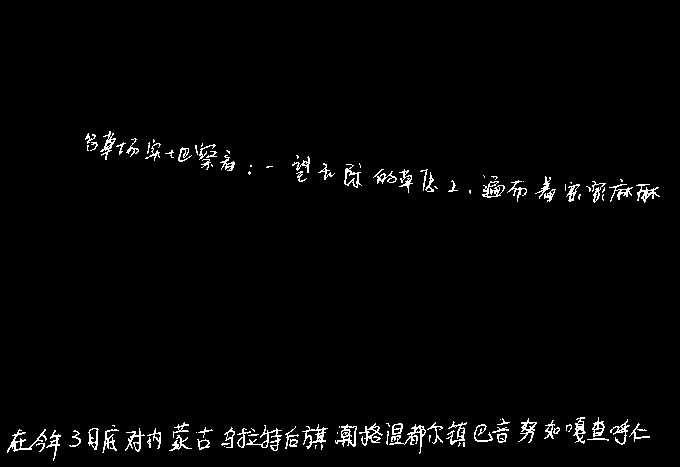 台草场实地察看：一望无际的草原上，遍布着密密麻麻
在今年3月底对内蒙古乌拉特后旗潮格温都尔镇巴音努如嘎查呼仁